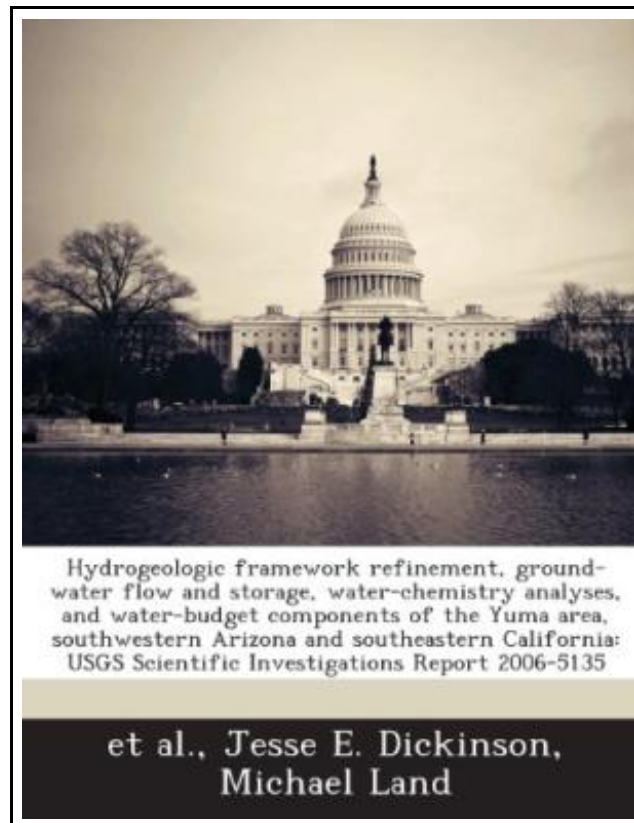 Hydrogeologic framework refinement, ground-
water flow and storage, water-chemistry analyses,
and water-budget components of the Yuma area,
southwestern Arizona and southeastern California:
USGS Scientific Investigations Report 2006-5135
et al., Jesse E. Dickinson,
Michael Land